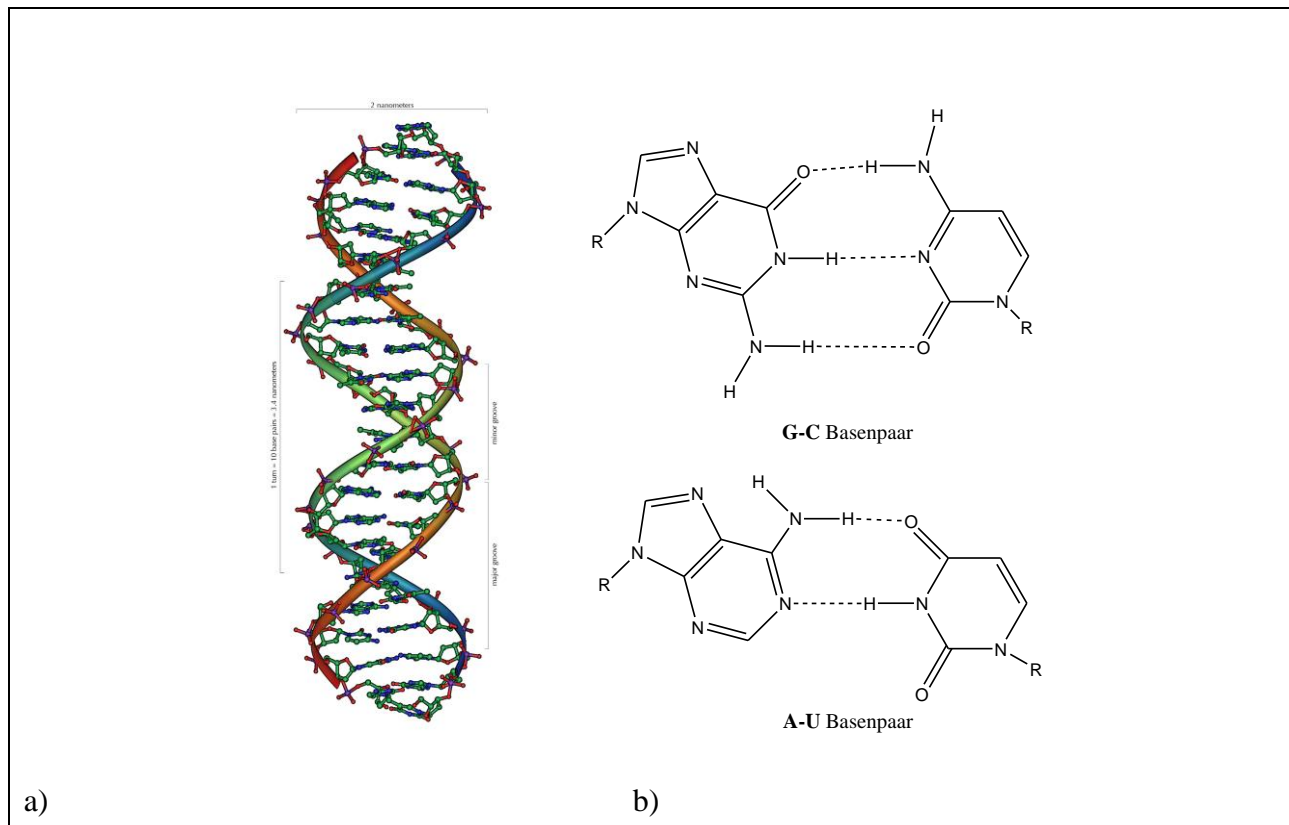 2 nanometers
1 turn = 10 base pairs = 3.4 nanometers
minor groove
major groove
H
N
O
H
N
N
R
N
H
N
N
N
N
H
O
R
H
G-C Basenpaar
H
N
N
H
O
N
R
N
H
N
N
N
R
O
A-U Basenpaar
a)
b)